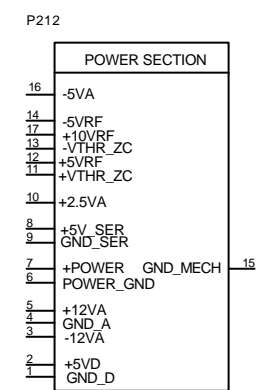 P212
POWER SECTION
16 -5VA
14 -5VRF
17 +10VRF
13 -VTHR_ZC
12 +5VRF
11 +VTHR_ZC
10 +2.5VA
8 +5V_SER
9 GND_SER
7 +POWER GND_MECH 15
6 POWER_GND
5 +12VA
4 GND_A
3 -12VA
2 +5VD
1 GND_D